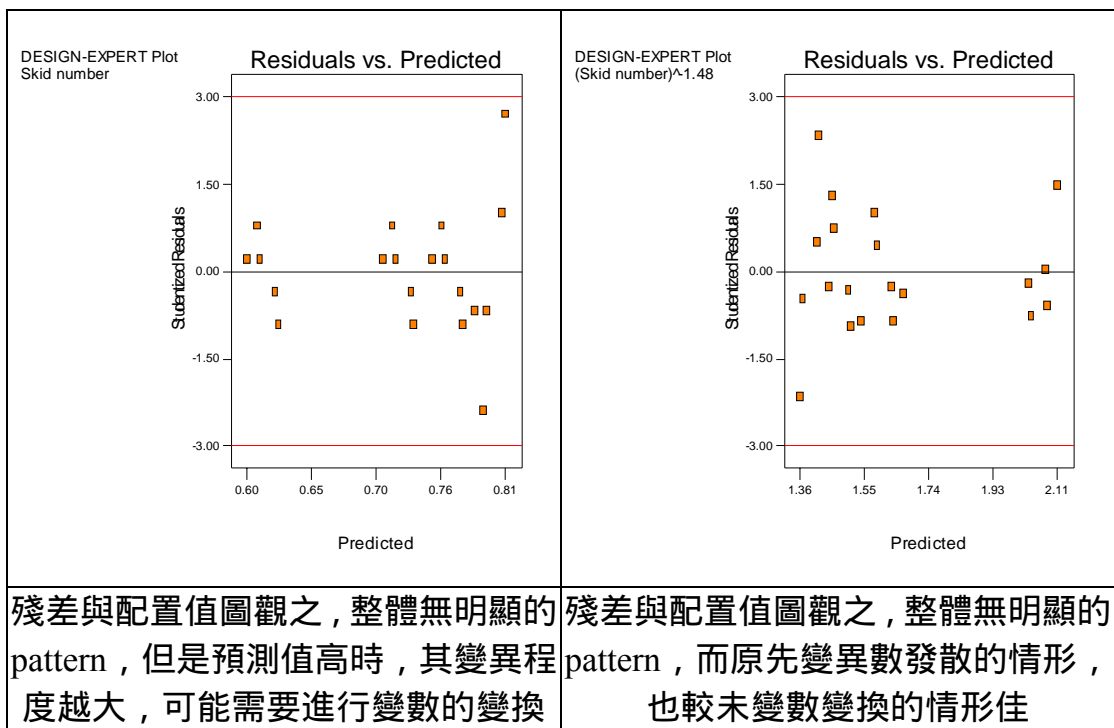 DESIGN-EXPERT Plot
Skid number
Residuals vs. Predicted
Studentized Residuals
3.00
1.50
0.00
-1.50
-3.00
0.60 0.65 0.70 0.76 0.81
Predicted
殘差與配置值圖觀之，整體無明顯的
pattern，但是預測值高時，其變異程
度越大，可能需要進行變數的變換
DESIGN-EXPERT Plot
(Skid number)^-1.48
Residuals vs. Predicted
Studentized Residuals
3.00
1.50
0.00
-1.50
-3.00
1.36 1.55 1.74 1.93 2.11
Predicted
殘差與配置值圖觀之，整體無明顯的
pattern，而原先變異數發散的情形，
也較未變數變換的情形佳